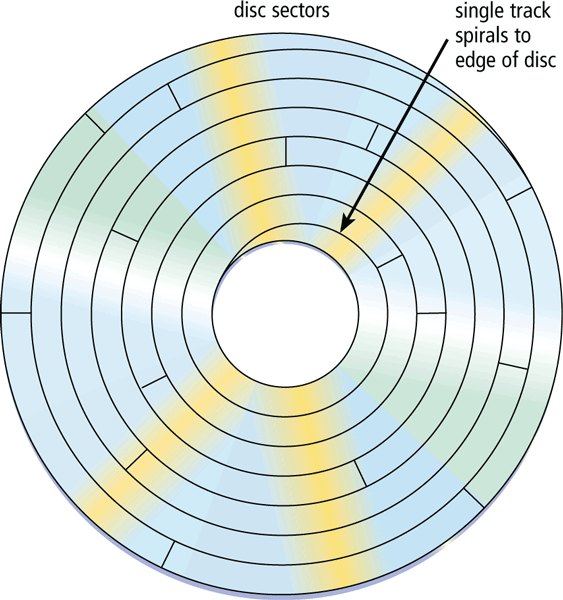 disc sectors
single track
spirals to
edge of disc